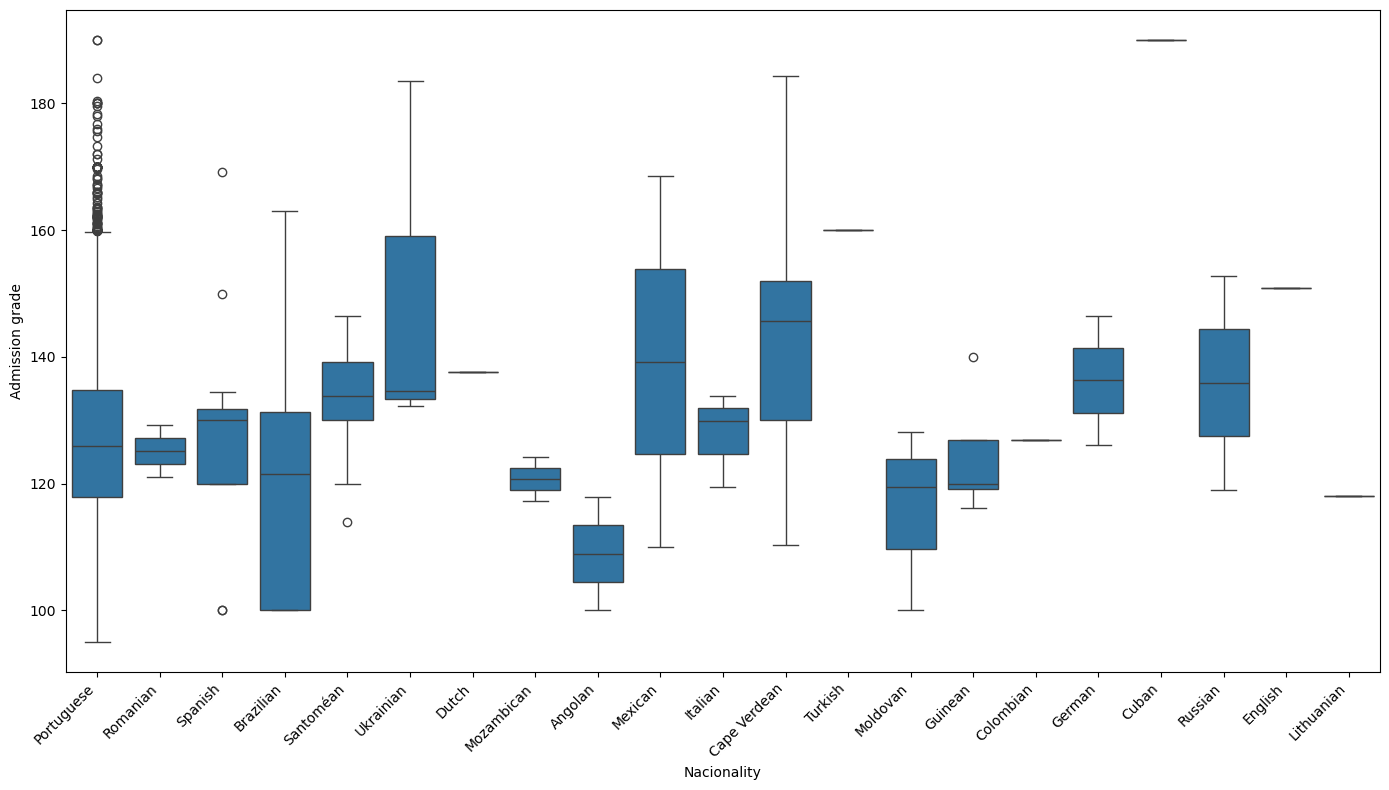 Admission grade
180
160
140
120
100
Portuguese
Romanian
Spanish
Brazilian
Santoméan
Ukrainian
Dutch
Mozambican
Angolan
Mexican
Italian
Cape Verdean
Turkish
Moldovan
Guinean
Colombian
German
Cuban
Russian
English
Lithuanian
Nacionality